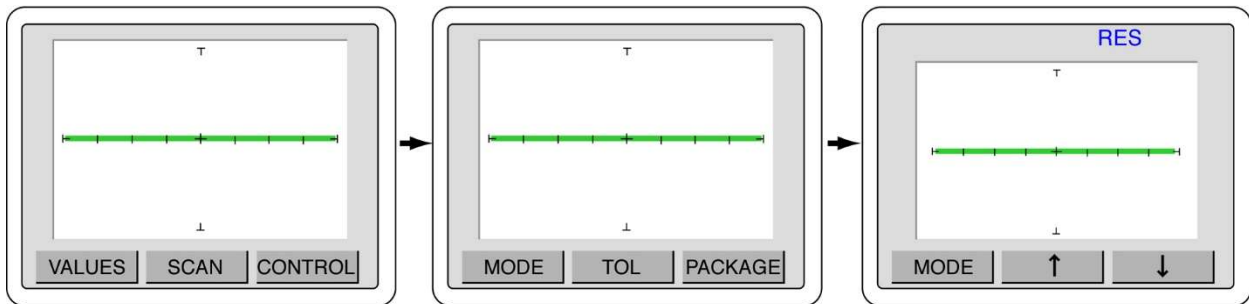 VALUES SCAN CONTROL
MODE TOL PACKAGE
RES
MODE ↑ ↓